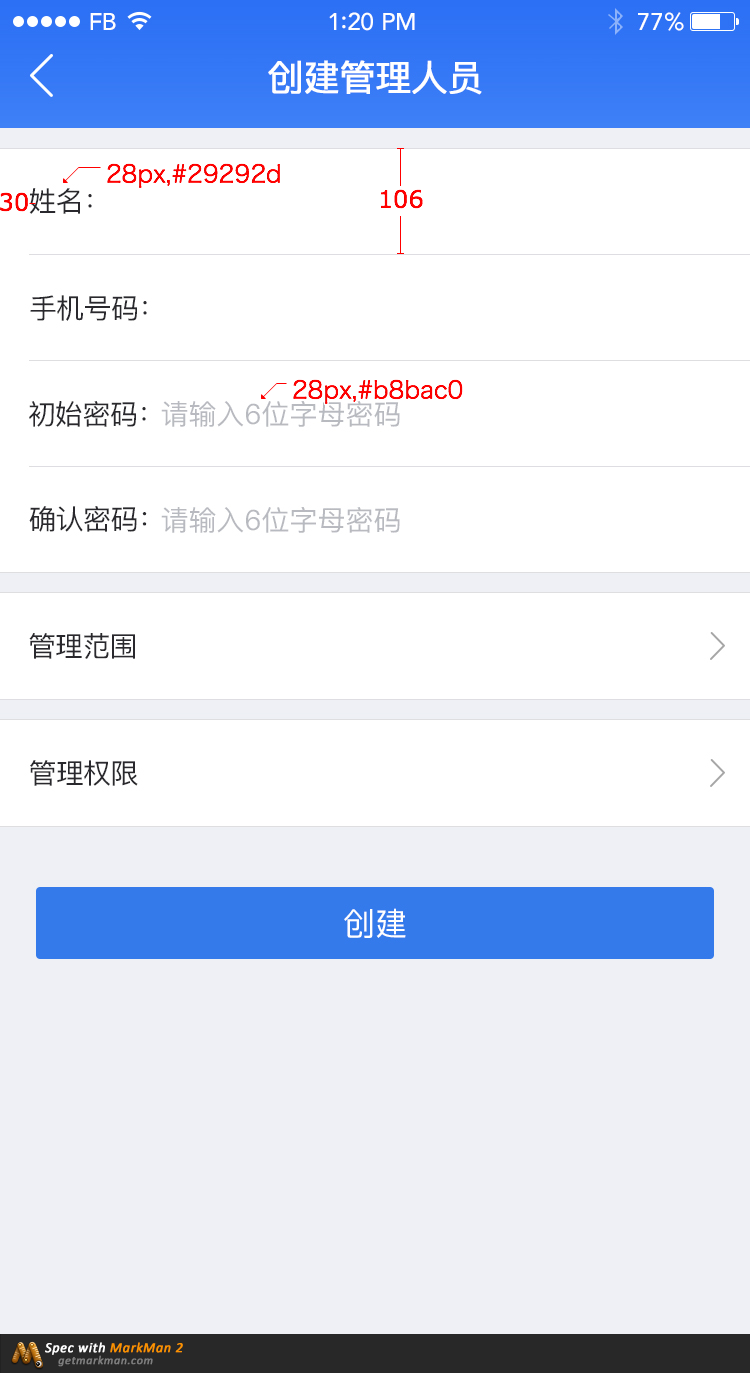 FB 1:20 PM 77%
创建管理人员
28px,#29292d
30 姓名： 106
手机号码：
28px,#b8bac0
初始密码： 请输入6位字母密码
确认密码： 请输入6位字母密码
管理范围
管理权限
创建
Spec with MarkMan 2
getmarkman.com